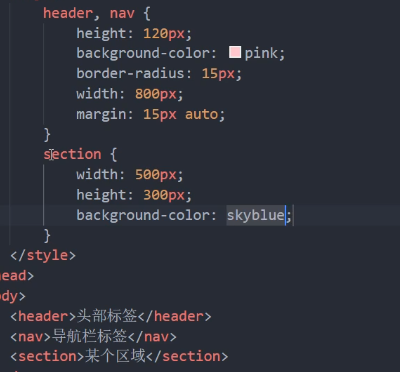 header, nav {
height: 120px;
background-color: pink;
border-radius: 15px;
width: 800px;
margin: 15px auto;
}
section {
width: 500px;
height: 300px;
background-color: skyblue;
}
</style>
ead>
ody>
<header>头部标签</header>
<nav>导航栏标签</nav>
<section>某个区域</section>